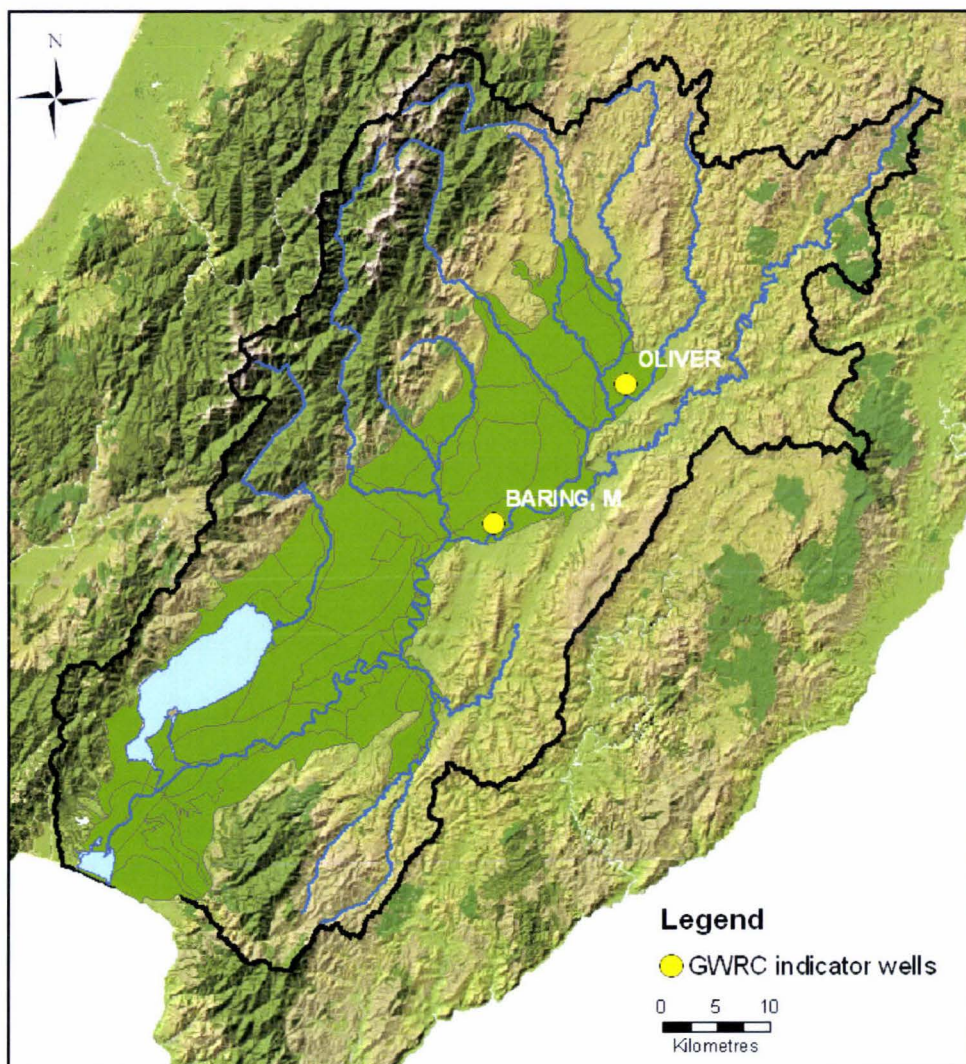 N
OLIVER
BARING, M
Legend
GWRC indicator wells
0 5 10
Kilometres